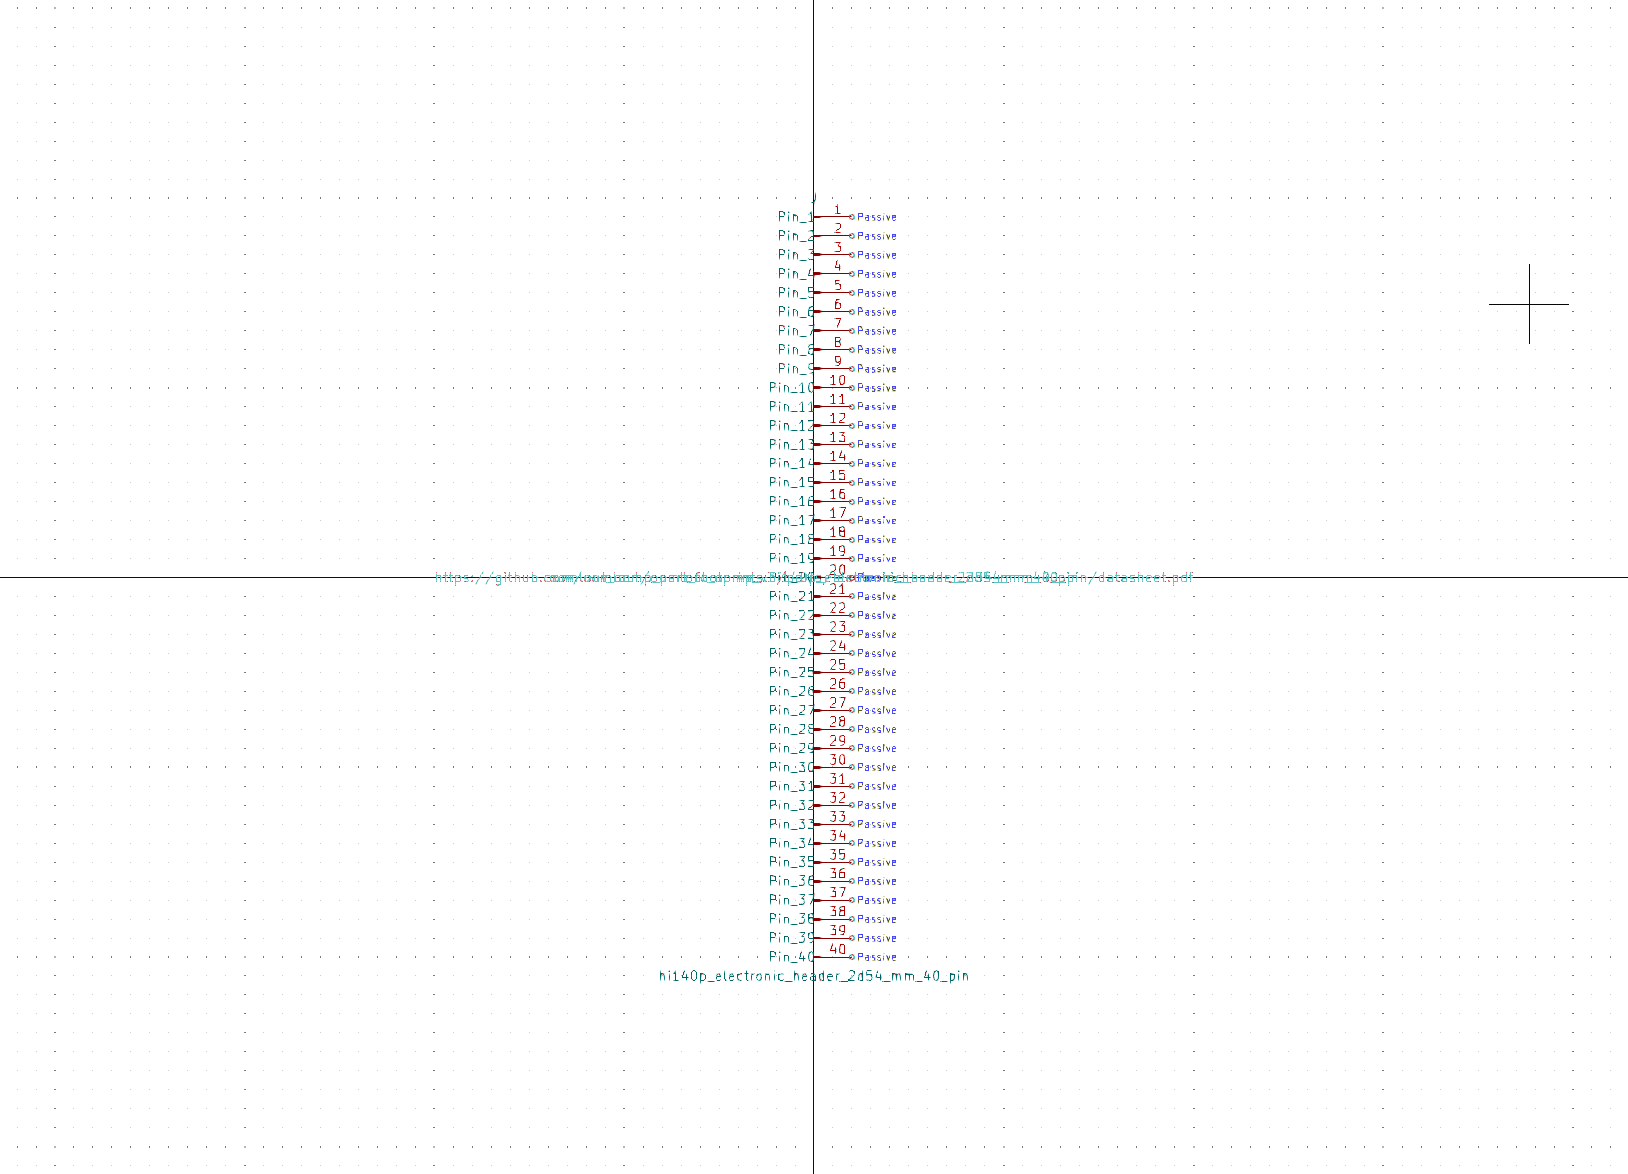 J
Pin_1 1 Passive
Pin_2 2 Passive
Pin_3 3 Passive
Pin_4 4 Passive
Pin_5 5 Passive
Pin_6 6 Passive
Pin_7 7 Passive
Pin_8 8 Passive
Pin_9 9 Passive
Pin_10 10 Passive
Pin_11 11 Passive
Pin_12 12 Passive
Pin_13 13 Passive
Pin_14 14 Passive
Pin_15 15 Passive
Pin_16 16 Passive
Pin_17 17 Passive
Pin_18 18 Passive
Pin_19 19 Passive
https://github. 20 /datasheet.pdf
Pin_21 21 Passive
Pin_22 22 Passive
Pin_23 23 Passive
Pin_24 24 Passive
Pin_25 25 Passive
Pin_26 26 Passive
Pin_27 27 Passive
Pin_28 28 Passive
Pin_29 29 Passive
Pin_30 30 Passive
Pin_31 31 Passive
Pin_32 32 Passive
Pin_33 33 Passive
Pin_34 34 Passive
Pin_35 35 Passive
Pin_36 36 Passive
Pin_37 37 Passive
Pin_38 38 Passive
Pin_39 39 Passive
Pin_40 40 Passive
hi140p_electronic_header_2d54_mm_40_pin